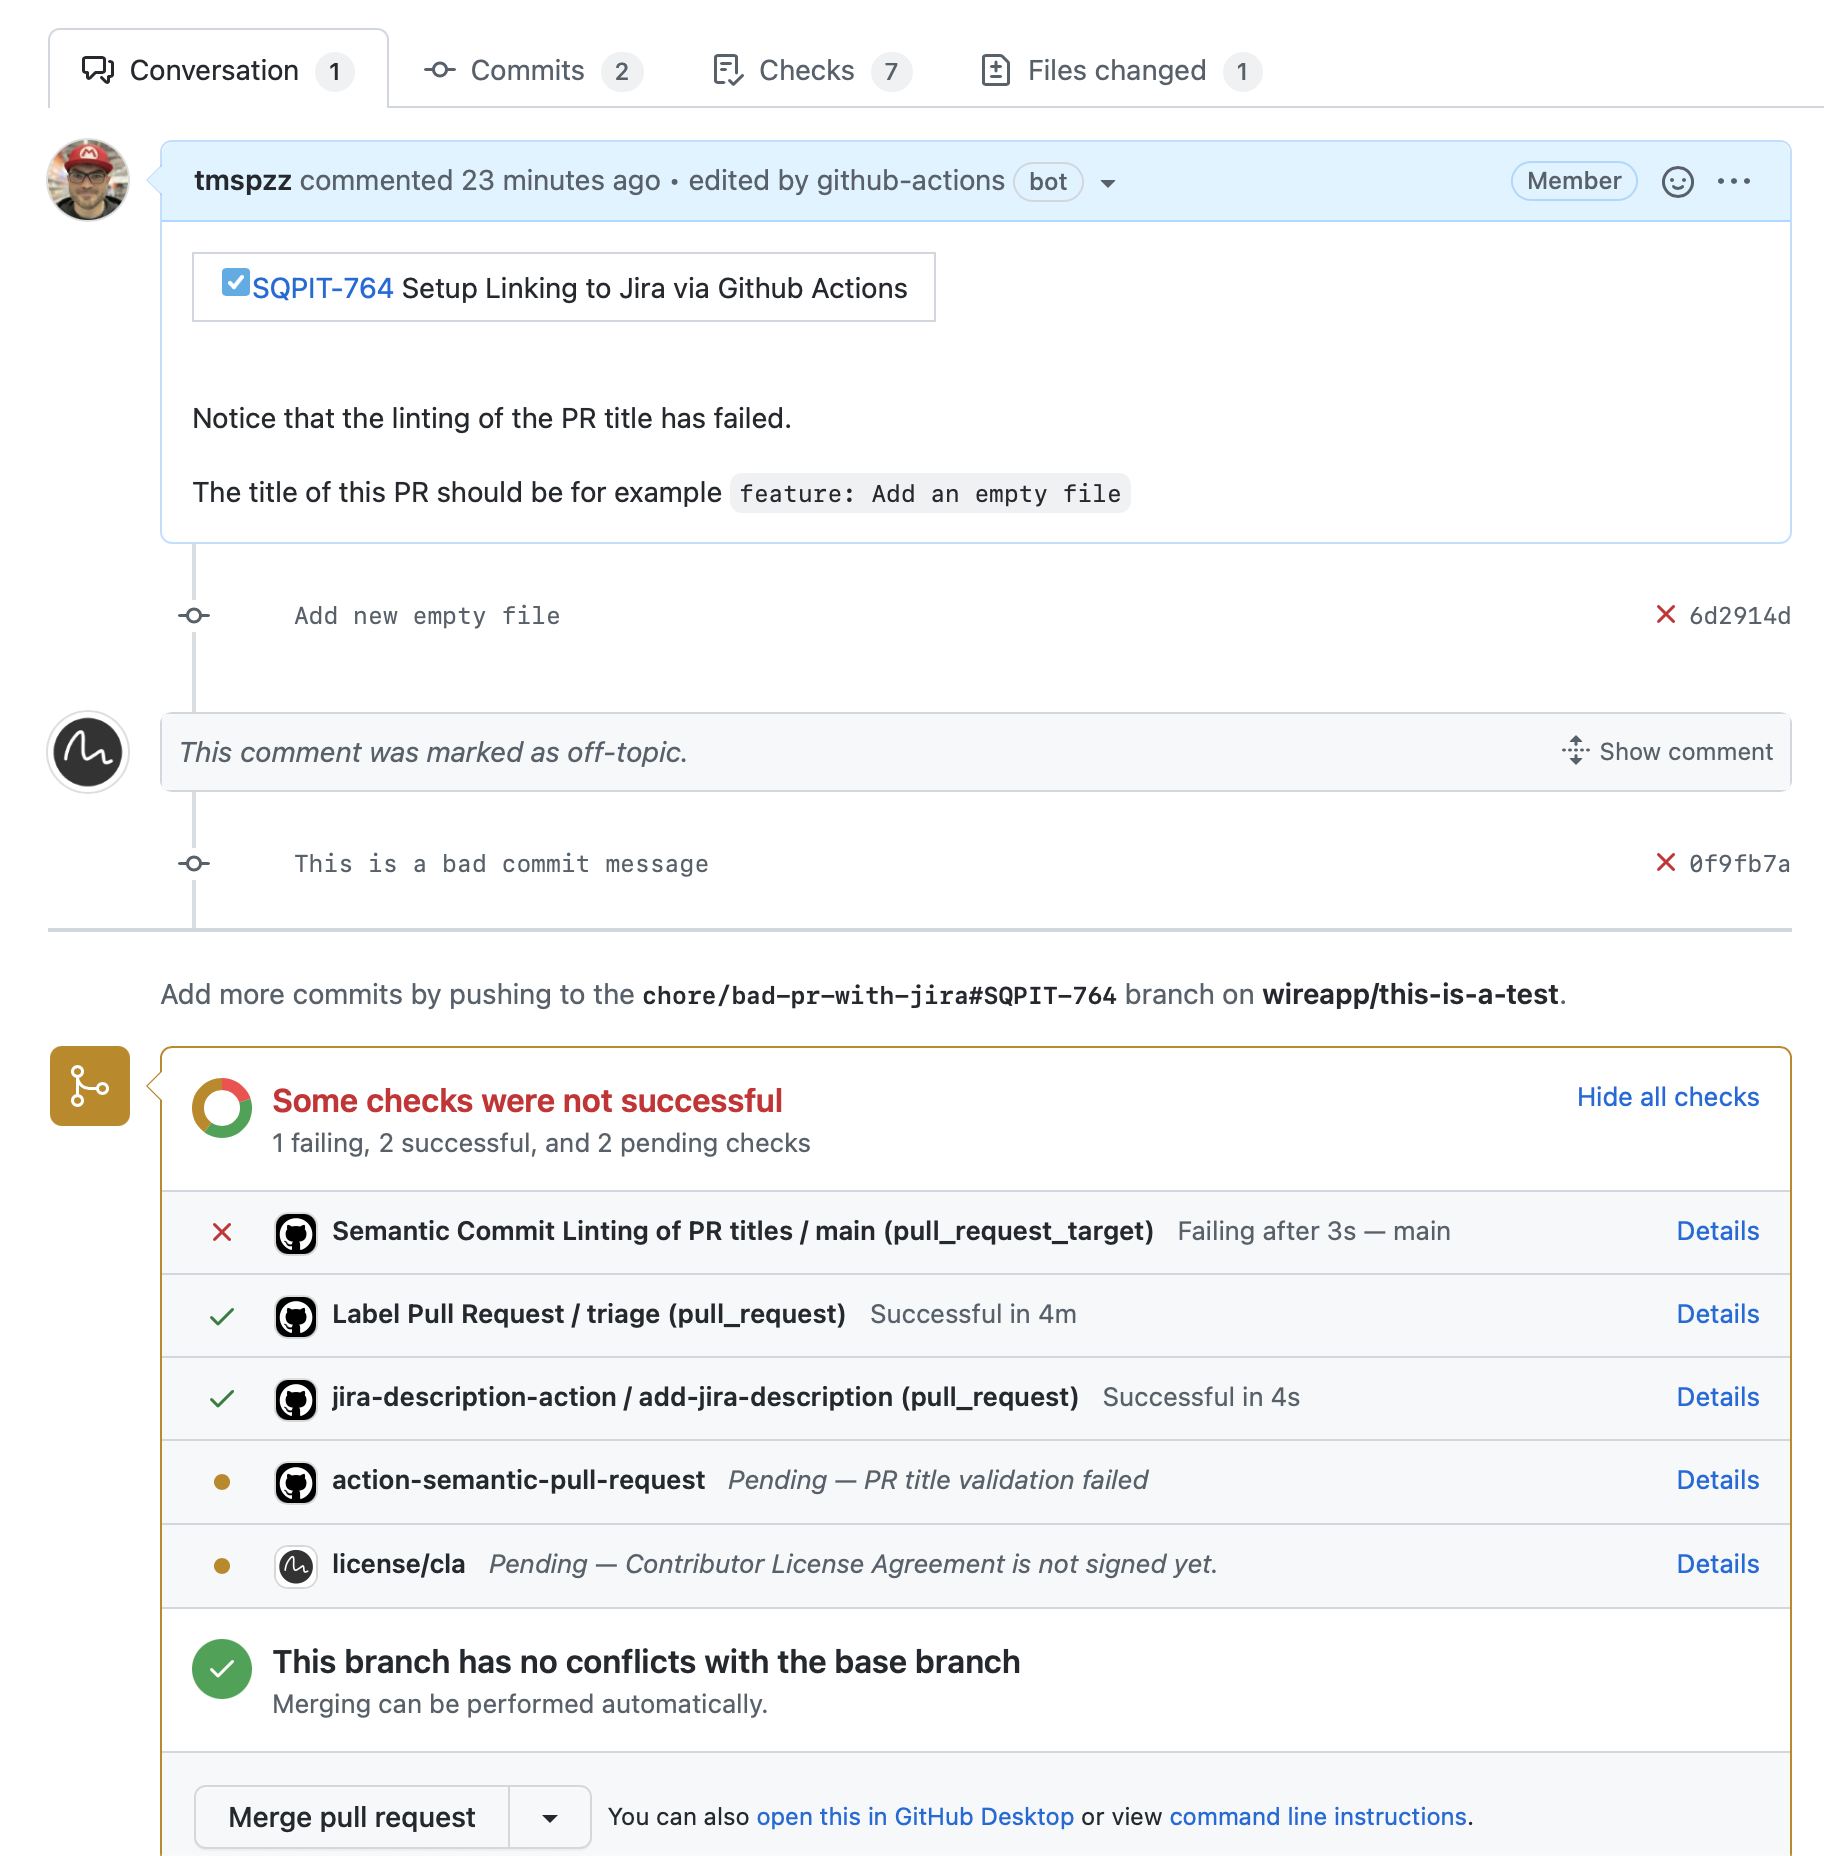 Conversation 1 Commits 2 Checks 7 Files changed 1
tmspzz commented 23 minutes ago • edited by github-actions bot Member
SQPIT-764 Setup Linking to Jira via Github Actions
Notice that the linting of the PR title has failed.
The title of this PR should be for example feature: Add an empty file
Add new empty file 6d2914d
This comment was marked as off-topic. Show comment
This is a bad commit message 0f9fb7a
Add more commits by pushing to the chore/bad-pr-with-jira#SQPIT-764 branch on wireapp/this-is-a-test.
Some checks were not successful Hide all checks
1 failing, 2 successful, and 2 pending checks
Semantic Commit Linting of PR titles / main (pull_request_target) Failing after 3s — main Details
Label Pull Request / triage (pull_request) Successful in 4m Details
jira-description-action / add-jira-description (pull_request) Successful in 4s Details
action-semantic-pull-request Pending — PR title validation failed Details
license/cla Pending — Contributor License Agreement is not signed yet. Details
This branch has no conflicts with the base branch
Merging can be performed automatically.
Merge pull request You can also open this in GitHub Desktop or view command line instructions.